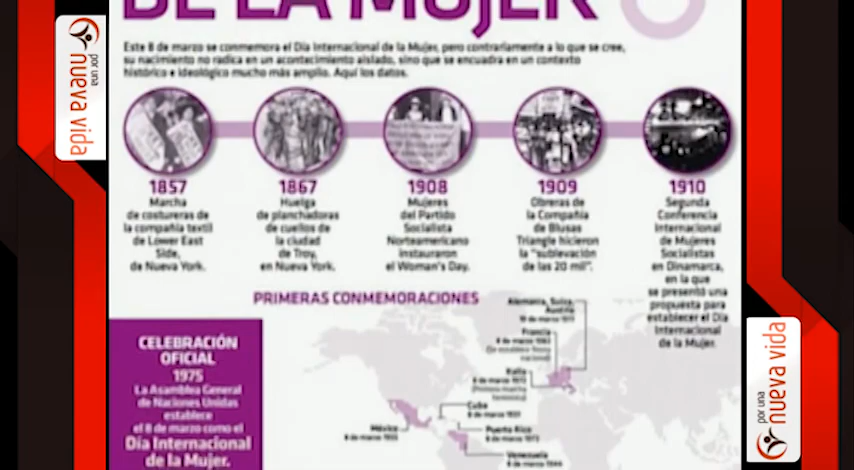 DE LA MUJER 8
Este 8 de marzo se conmemora el Día Internacional de la Mujer, pero contrariamente a lo que se cree,
su nacimiento no radica en un acontecimiento aislado, sino que se encuadra en un contexto
histórico e ideológico mucho más amplio. Aquí los datos.
1857
Marcha
de costureras de
la compañía textil
de Lower East
Side,
de Nueva York.
1867
Huelga
de planchadoras
de cuellos de
la ciudad
de Troy,
en Nueva York.
1908
Mujeres
del Partido
Socialista
Norteamericano
instauraron
el Woman's Day.
1909
Obreras de
la Compañía
de Blusas
Triangle hicieron
la "sublevación
de las 20 mil".
1910
Segunda
Conferencia
Internacional
de Mujeres
Socialistas
en Dinamarca,
en la que
se presentó una
propuesta para
establecer el Día
Internacional
de la Mujer.
PRIMERAS CONMEMORACIONES
Alemania, Suiza,
Austria
Francia
Italia
Cuba
México
Puerto Rico
Venezuela
CELEBRACIÓN
OFICIAL
1975
La Asamblea General
de Naciones Unidas
establece
el 8 de marzo como el
Día Internacional
de la Mujer.
por una
nueva vida
por una
nueva vida